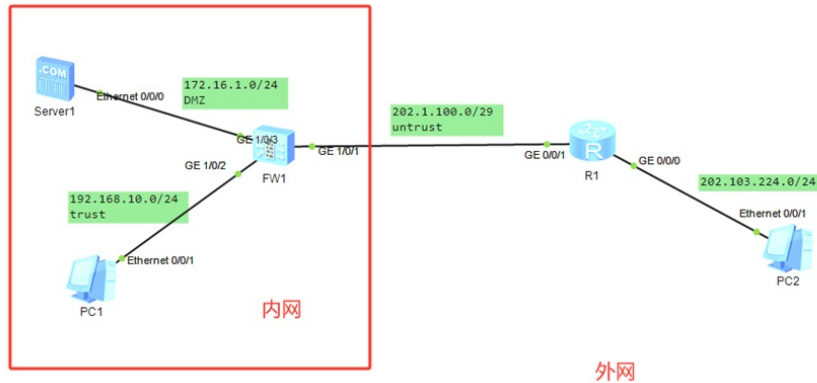 .COM
Server1
Ethernet 0/0/0
172.16.1.0/24
DMZ
GE 1/0/3
FW1
GE 1/0/1
GE 1/0/2
202.1.100.0/29
untrust
GE 0/0/1
R
R1
GE 0/0/0
202.103.224.0/24
Ethernet 0/0/1
PC2
192.168.10.0/24
trust
Ethernet 0/0/1
PC1
内网
外网